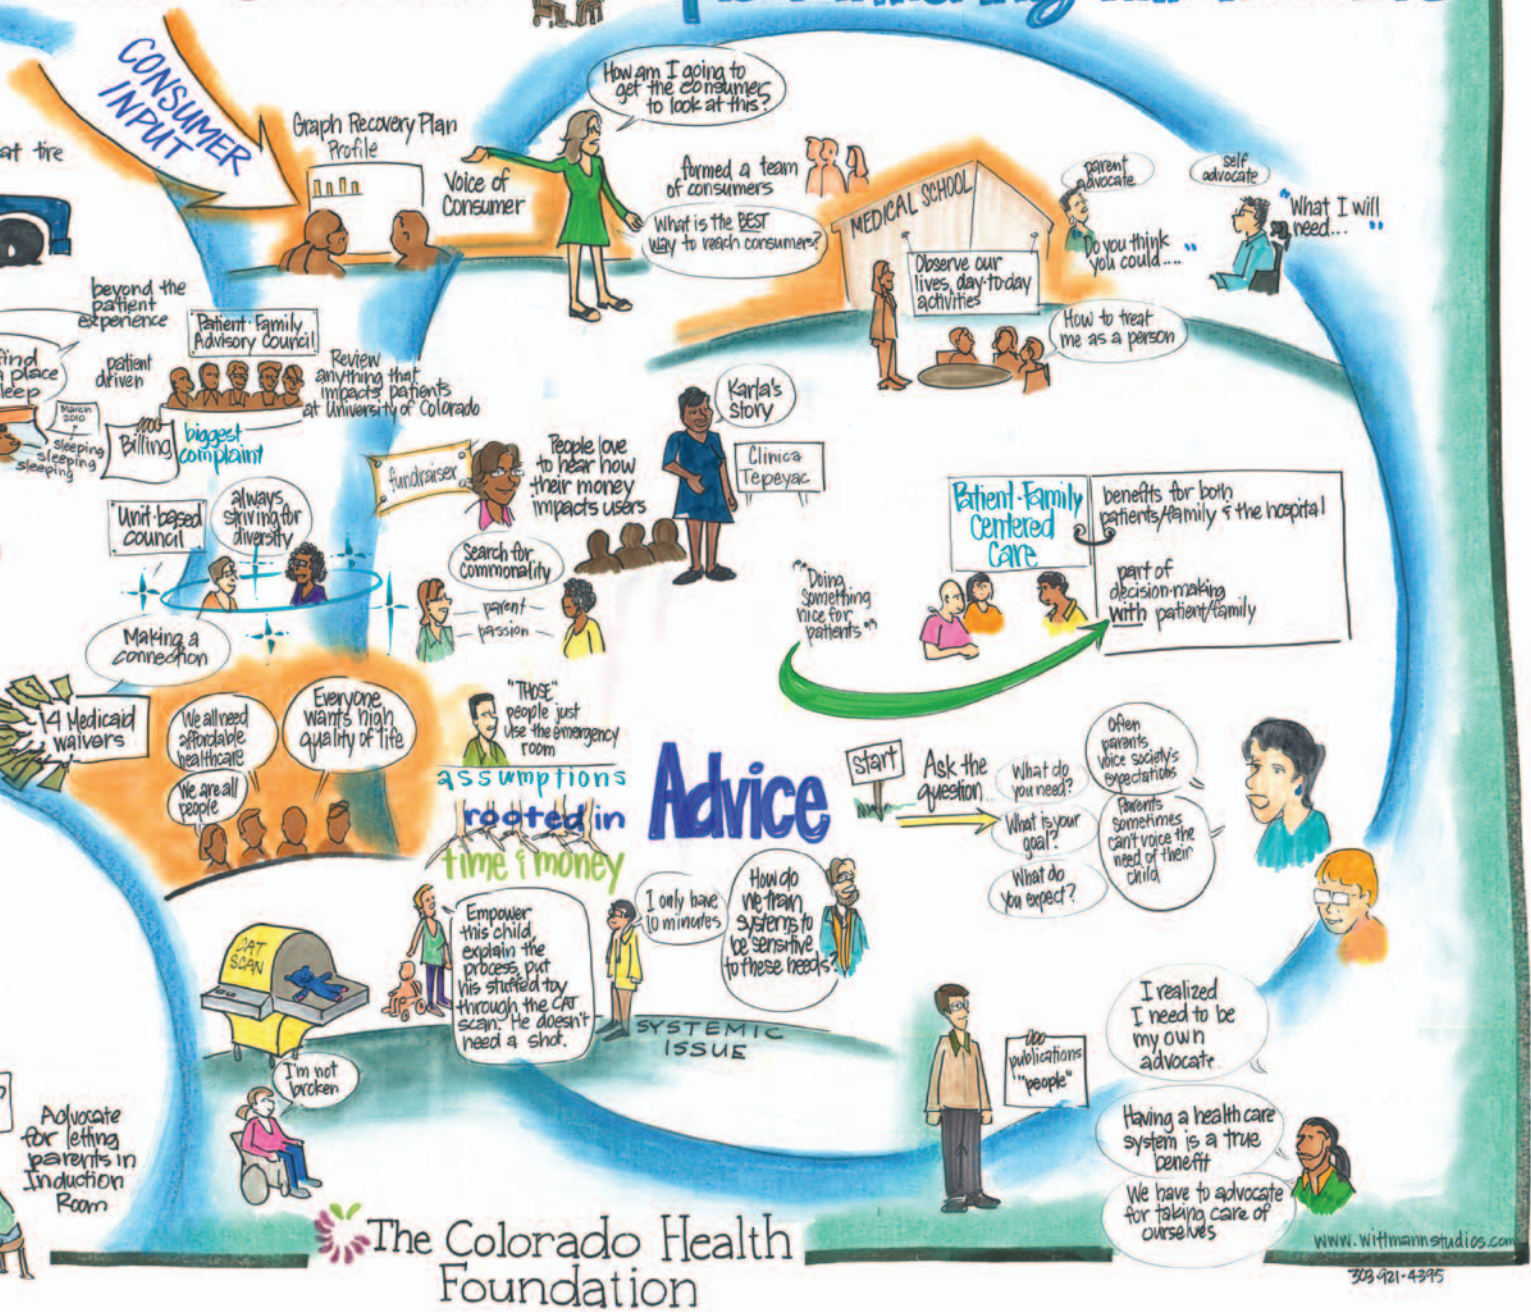 CONSUMER
INPUT
at tire
Graph Recovery Plan
Profile
Voice of
Consumer
How am I going to
get the consumers
to look at this?
formed a team
of consumers
What is the BEST
way to reach consumers?
MEDICAL SCHOOL
Observe our
lives, day-to-day
activities
parent
advocate
Do you think
you could.... "
self
advocate
"What I will
need... "
How to treat
me as a person
beyond the
patient
experience
find
a place
leep
patient
driven
Patient-Family
Advisory Council
Review
anything that
impacts patients
at University of Colorado
March
2010
sleeping
sleeping
sleeping
Billing
biggest
complaint
Unit-based
council
always
striving for
diversity
Making a
connection
fundraiser
People love
to hear how
their money
impacts users
Karla's
Story
Clinica
Tepeyac
Search for
commonality
parent
passion
"Doing
something
nice for
patients"
Patient-Family
Centered
Care
benefits for both
patients/family & the hospital
part of
decision-making
with patient/family
14 Medicaid
waivers
We all need
affordable
healthcare
Everyone
wants high
quality of life
We are all
people
"THOSE"
people just
use the emergency
room
assumptions
rooted in
time & money
Advice
Start
Ask the
question...
What do
you need?
What is your
goal?
What do
you expect?
Often
parents
voice society's
expectations
Parents
sometimes
can't voice the
need of their
child
CAT
SCAN
Empower
this child,
explain the
process, put
his stuffed toy
through the CAT
scan. He doesn't
need a shot.
I only have
10 minutes
How do
we train
systems to
be sensitive
to these needs?
SYSTEMIC
ISSUE
I'm not
broken
Advocate
for letting
parents in
Induction
Room
publications
"people"
I realized
I need to be
my own
advocate.
Having a health care
system is a true
benefit
We have to advocate
for taking care of
ourselves
The Colorado Health
Foundation
www.wittmannstudios.com
303-921-4395